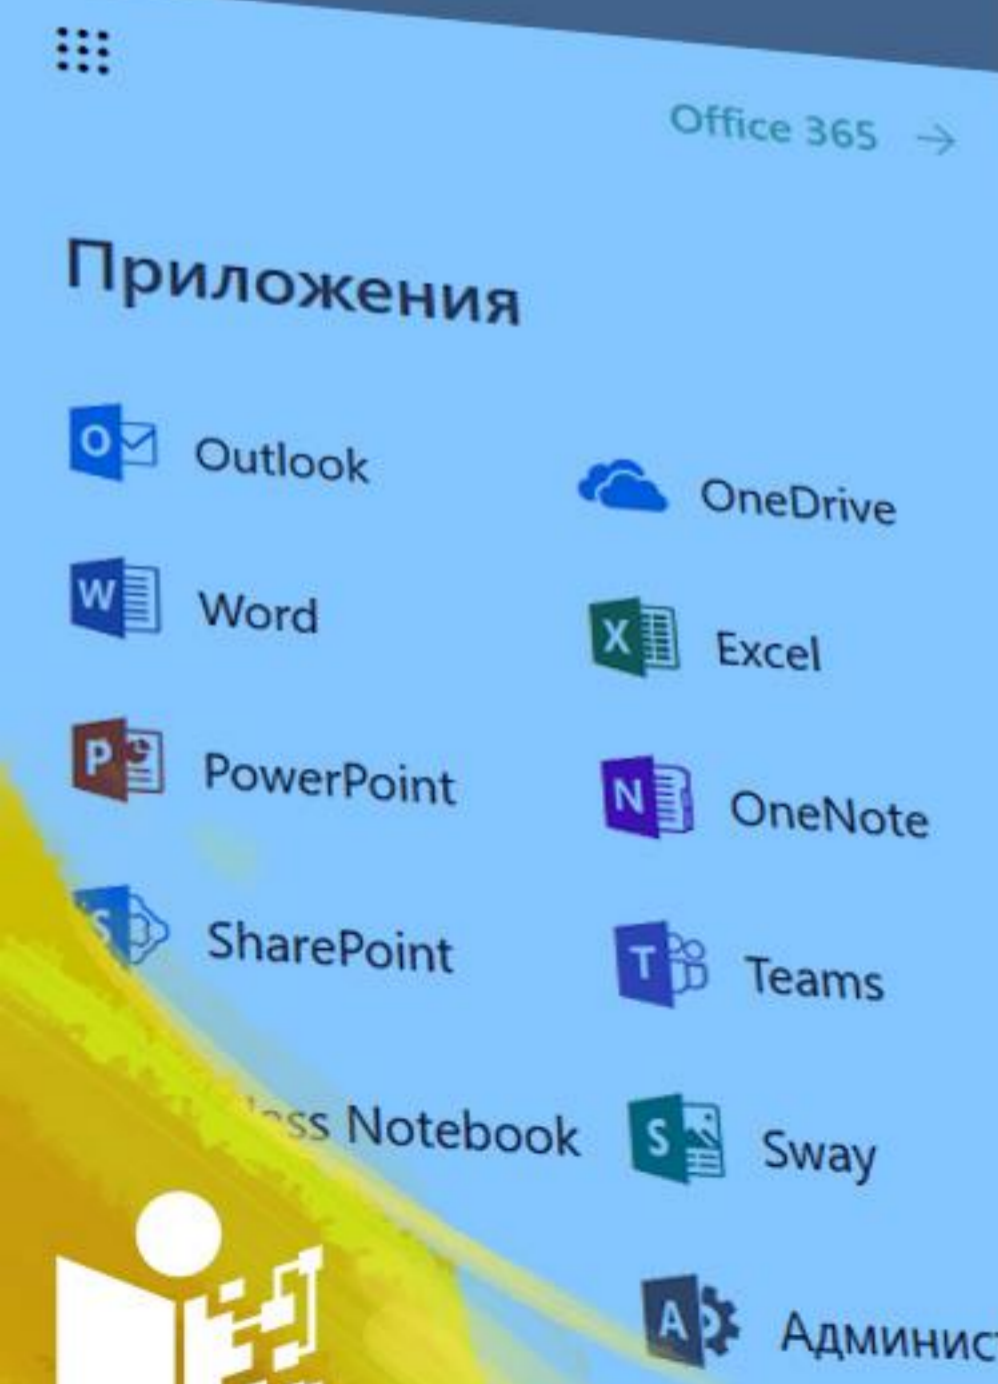 Office 365 →
Приложения
Outlook
OneDrive
Word
Excel
PowerPoint
OneNote
SharePoint
Teams
Notebook
Sway